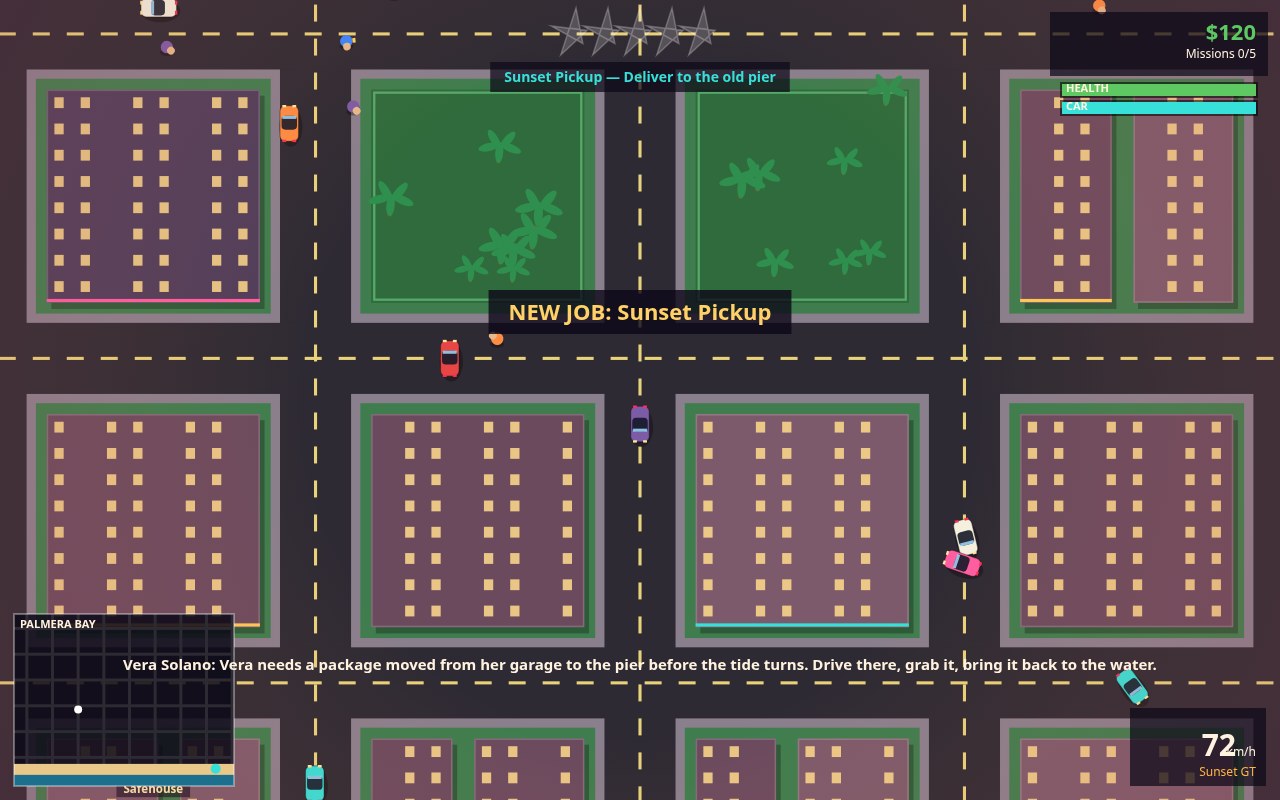 $120
Missions 0/5
Sunset Pickup — Deliver to the old pier
HEALTH
CAR
NEW JOB: Sunset Pickup
PALMERA BAY
Vera Solano: Vera needs a package moved from her garage to the pier before the tide turns. Drive there, grab it, bring it back to the water.
72 km/h
Sunset GT
Safehouse